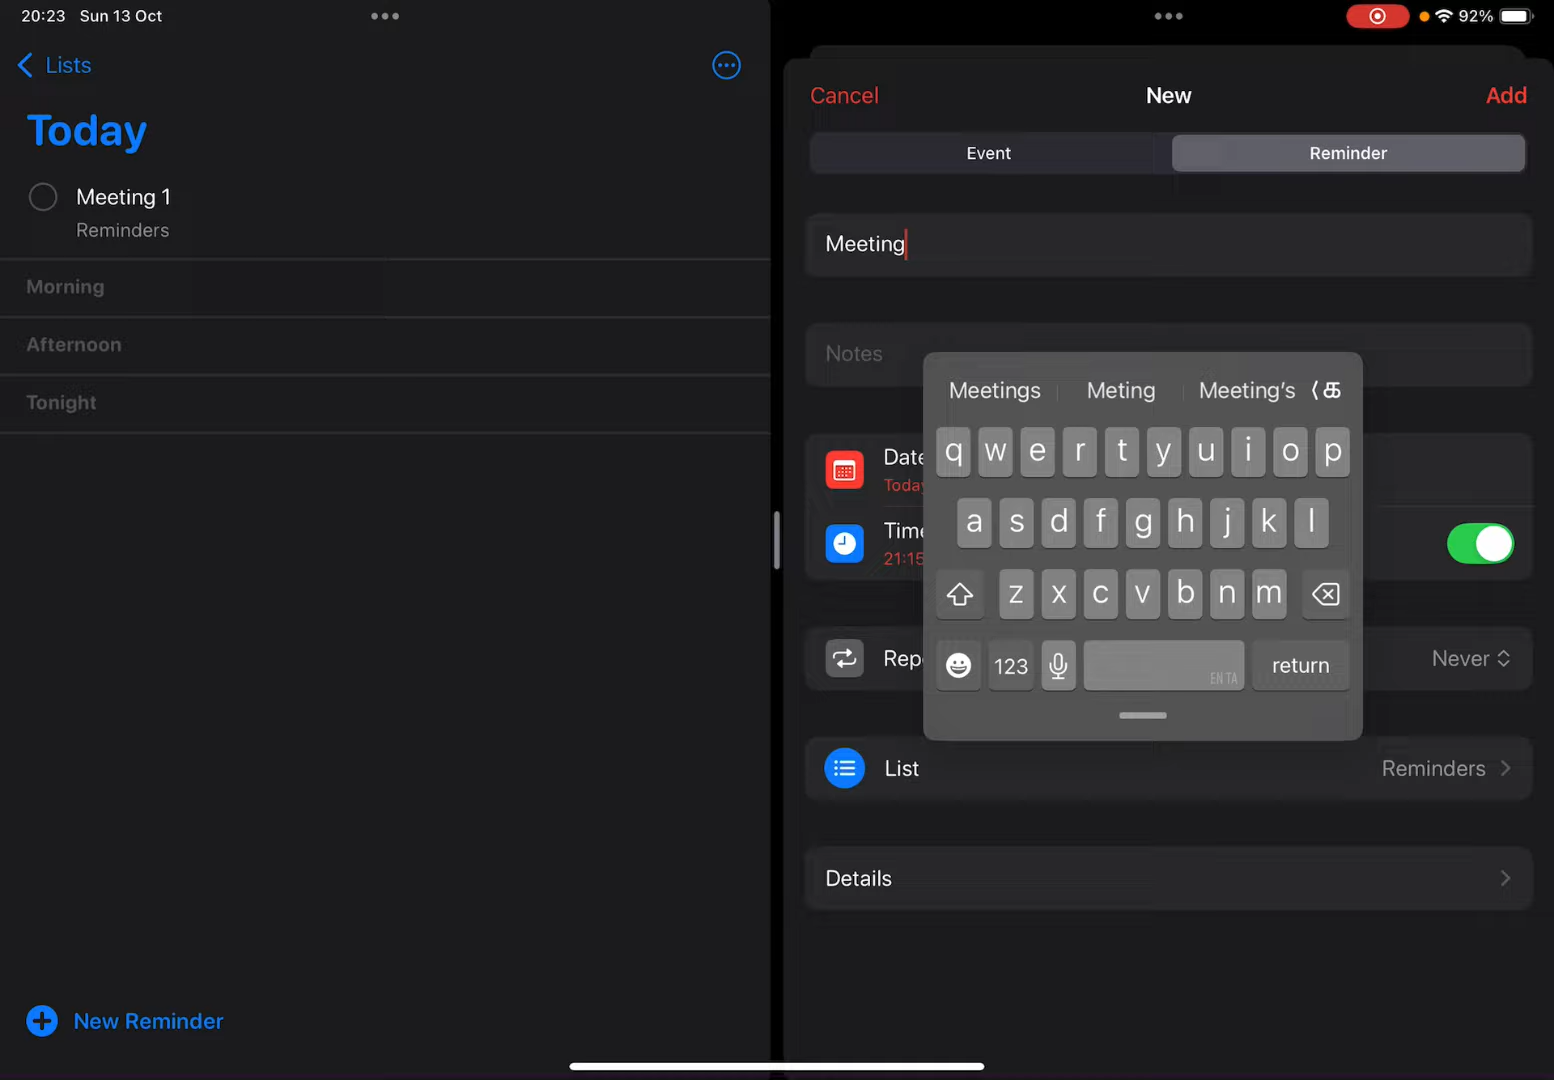 20:23 Sun 13 Oct
92%
Lists
Today
Meeting 1
Reminders
Morning
Afternoon
Tonight
New Reminder
Cancel
New
Add
Event
Reminder
Meeting
Notes
Meetings
Meting
Meeting's
q w e r t y u i o p
a s d f g h j k l
z x c v b n m
123
EN TA
return
Date
Today
Time
21:15
Rep
Never
List
Reminders
Details